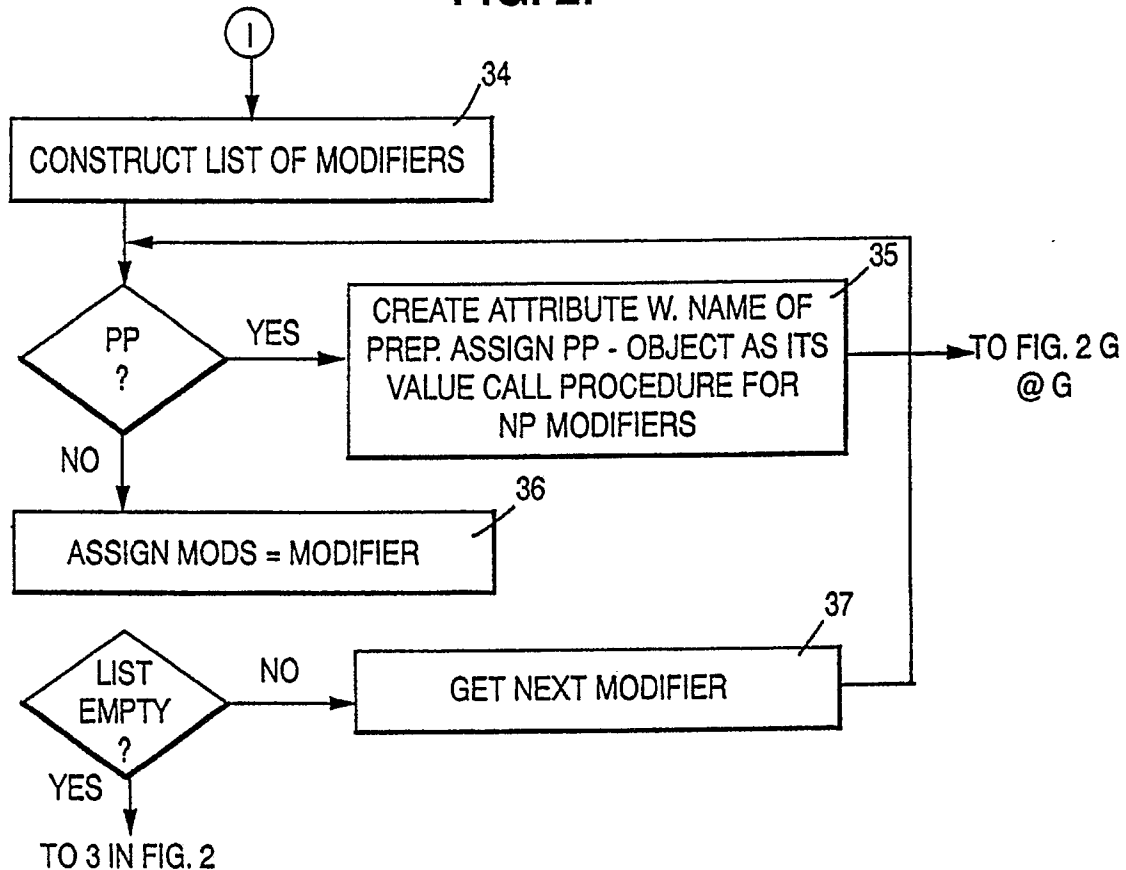 I
34
CONSTRUCT LIST OF MODIFIERS
35
PP
?
YES
CREATE ATTRIBUTE W. NAME OF
PREP. ASSIGN PP - OBJECT AS ITS
VALUE CALL PROCEDURE FOR
NP MODIFIERS
TO FIG. 2 G
@ G
NO
36
ASSIGN MODS = MODIFIER
37
LIST
EMPTY
?
NO
GET NEXT MODIFIER
YES
TO 3 IN FIG. 2